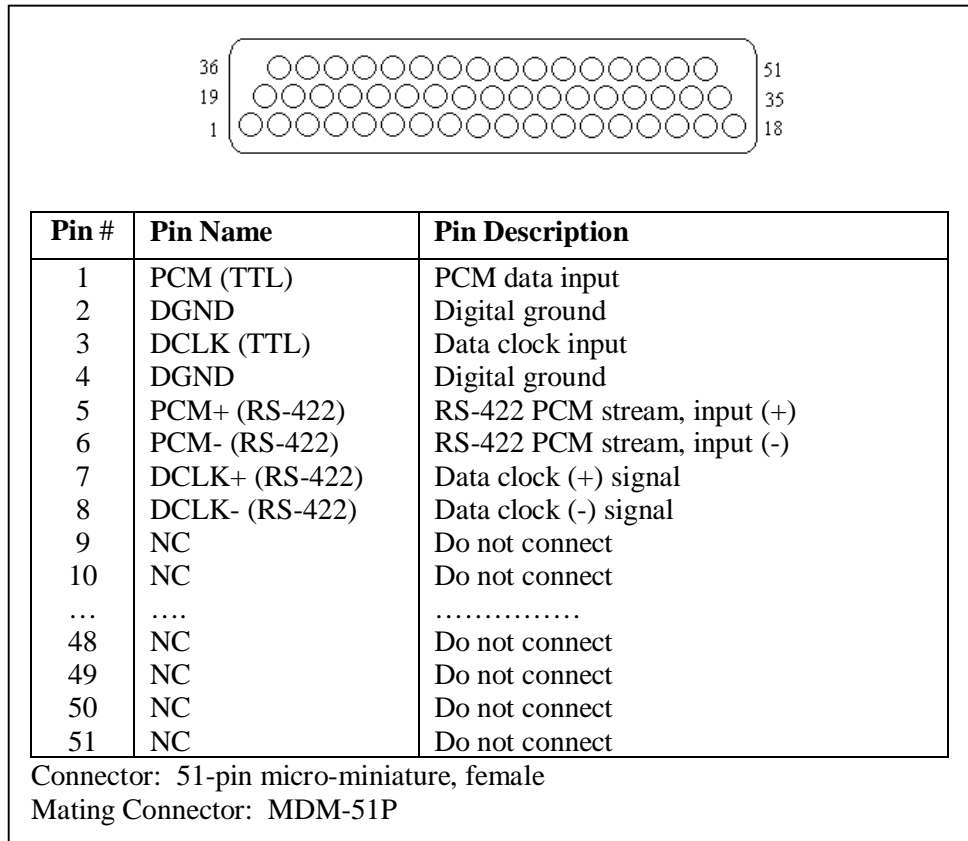 36 51
19 35
1 18
Pin # Pin Name Pin Description
1 PCM (TTL) PCM data input
2 DGND Digital ground
3 DCLK (TTL) Data clock input
4 DGND Digital ground
5 PCM+ (RS-422) RS-422 PCM stream, input (+)
6 PCM- (RS-422) RS-422 PCM stream, input (-)
7 DCLK+ (RS-422) Data clock (+) signal
8 DCLK- (RS-422) Data clock (-) signal
9 NC Do not connect
10 NC Do not connect
… …. ……………
48 NC Do not connect
49 NC Do not connect
50 NC Do not connect
51 NC Do not connect
Connector: 51-pin micro-miniature, female
Mating Connector: MDM-51P